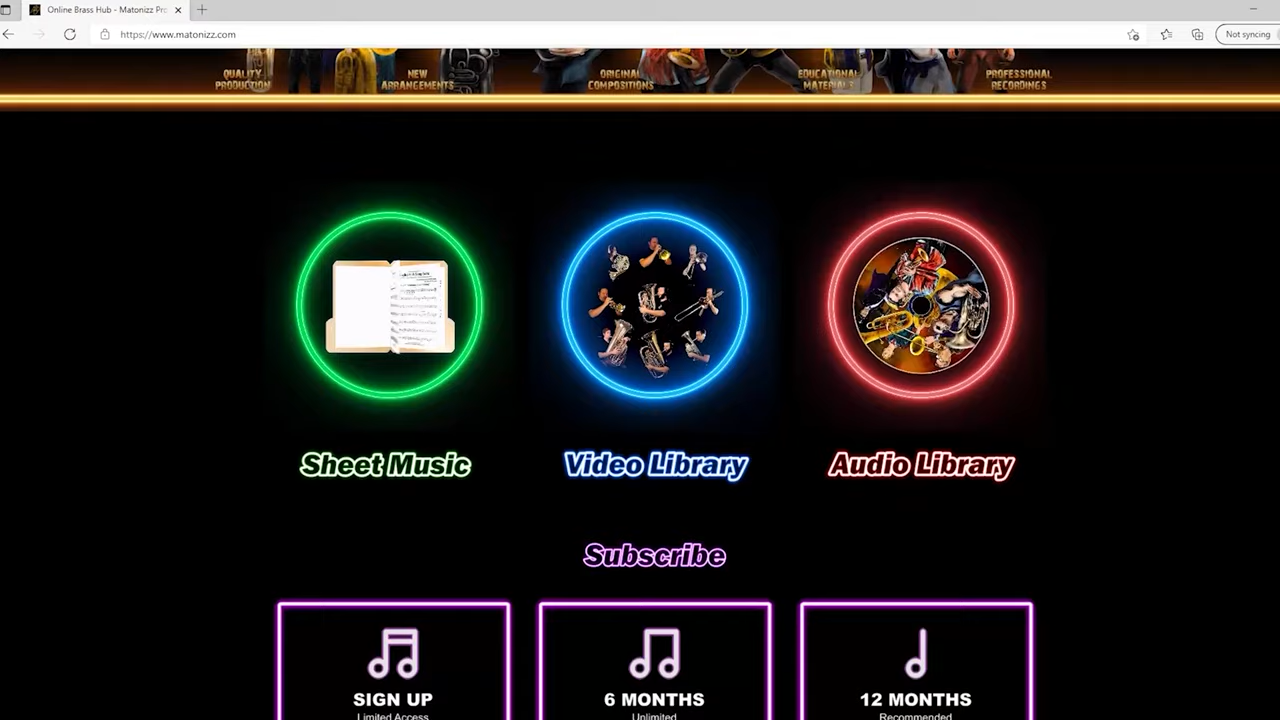 Online Brass Hub - Matonizz Pro
https://www.matonizz.com
Not syncing
QUALITY
PRODUCTION
NEW
ARRANGEMENTS
ORIGINAL
COMPOSITIONS
EDUCATIONAL
MATERIALS
PROFESSIONAL
RECORDINGS
Sheet Music
Video Library
Audio Library
Subscribe
SIGN UP
Limited Access
6 MONTHS
Unlimited
12 MONTHS
Recommended